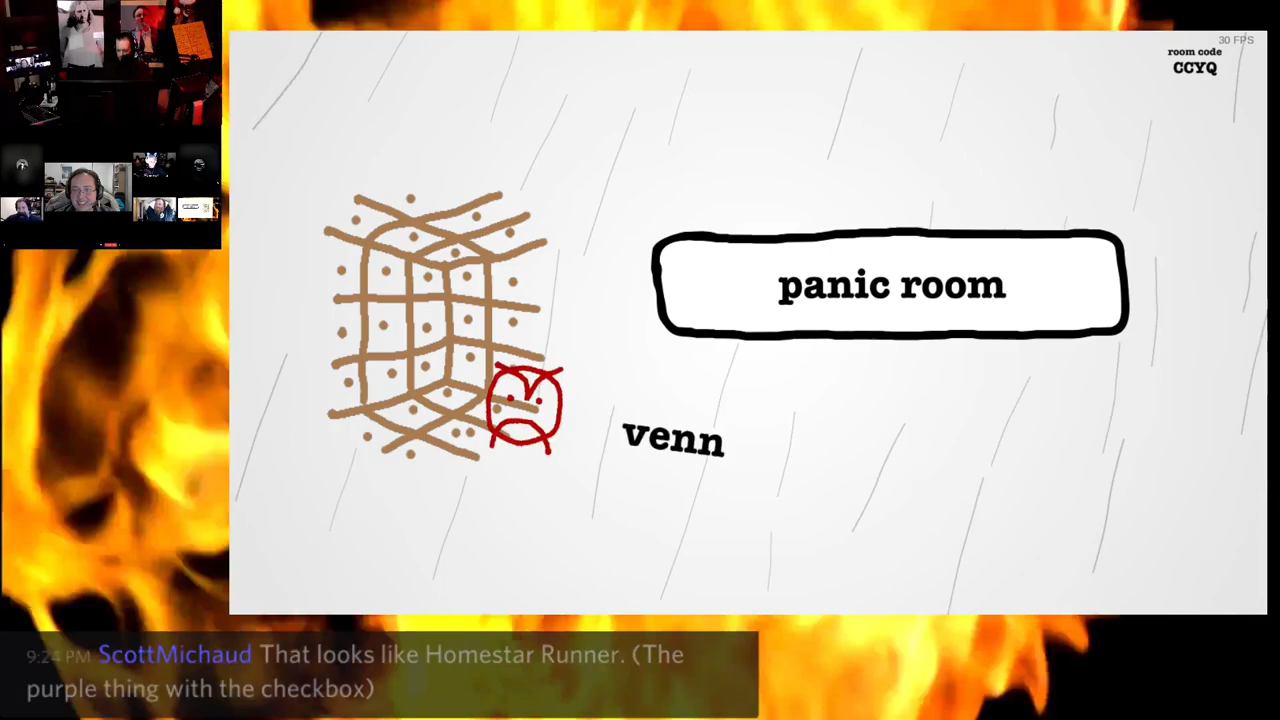 30 FPS
room code
CCYQ
panic room
venn
9:24 PM ScottMichaud That looks like Homestar Runner. (The
purple thing with the checkbox)